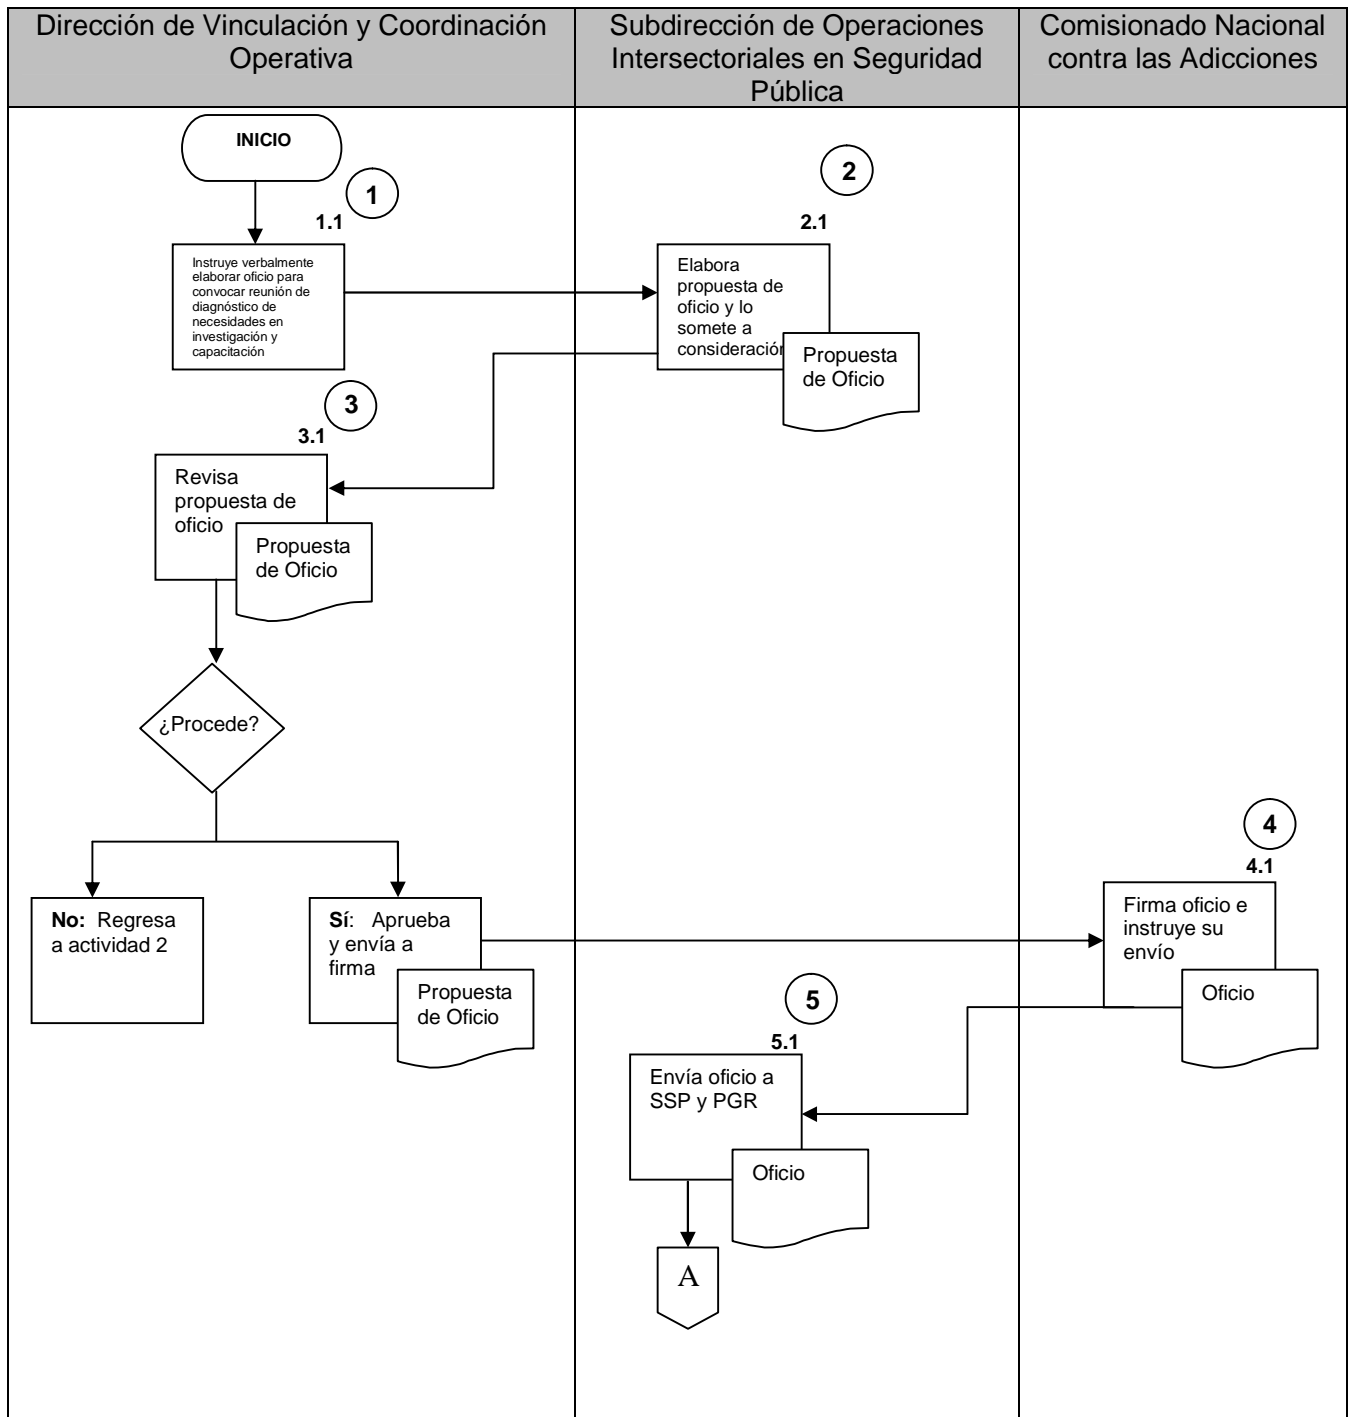 Dirección de Vinculación y Coordinación
Operativa
Subdirección de Operaciones
Intersectoriales en Seguridad
Pública
Comisionado Nacional
contra las Adicciones
INICIO
1
1.1
Instruye verbalmente
elaborar oficio para
convocar reunión de
diagnóstico de
necesidades en
investigación y
capacitación
2
2.1
Elabora
propuesta de
oficio y lo
somete a
consideración
Propuesta
de Oficio
3
3.1
Revisa
propuesta de
oficio
Propuesta
de Oficio
¿Procede?
No: Regresa
a actividad 2
Sí: Aprueba
y envía a
firma
Propuesta
de Oficio
4
4.1
Firma oficio e
instruye su
envío
Oficio
5
5.1
Envía oficio a
SSP y PGR
Oficio
A